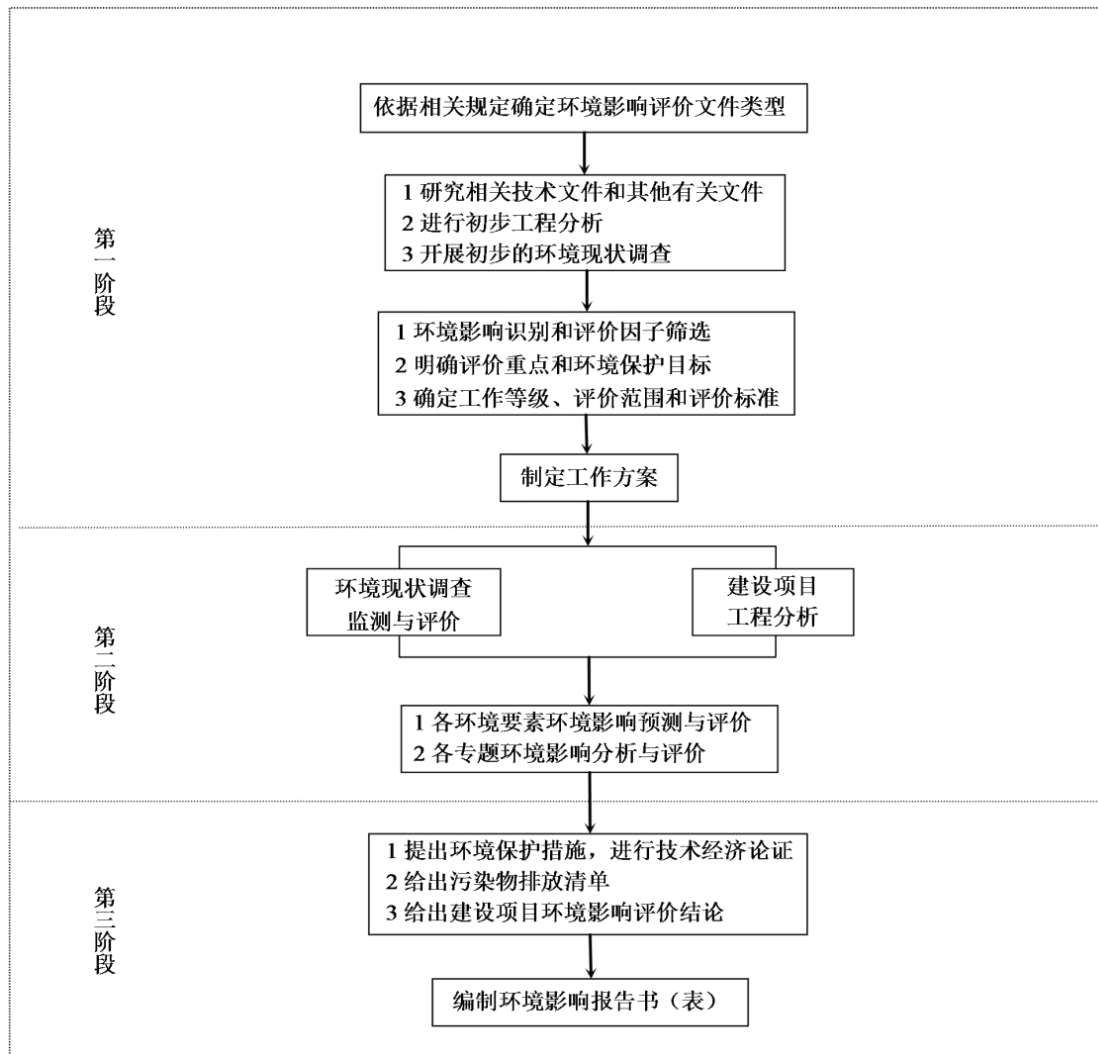 依据相关规定确定环境影响评价文件类型
1 研究相关技术文件和其他有关文件
2 进行初步工程分析
3 开展初步的环境现状调查
第一阶段
1 环境影响识别和评价因子筛选
2 明确评价重点和环境保护目标
3 确定工作等级、评价范围和评价标准
制定工作方案
环境现状调查
监测与评价
建设项目
工程分析
第二阶段
1 各环境要素环境影响预测与评价
2 各专题环境影响分析与评价
1 提出环境保护措施，进行技术经济论证
2 给出污染物排放清单
3 给出建设项目环境影响评价结论
第三阶段
编制环境影响报告书（表）